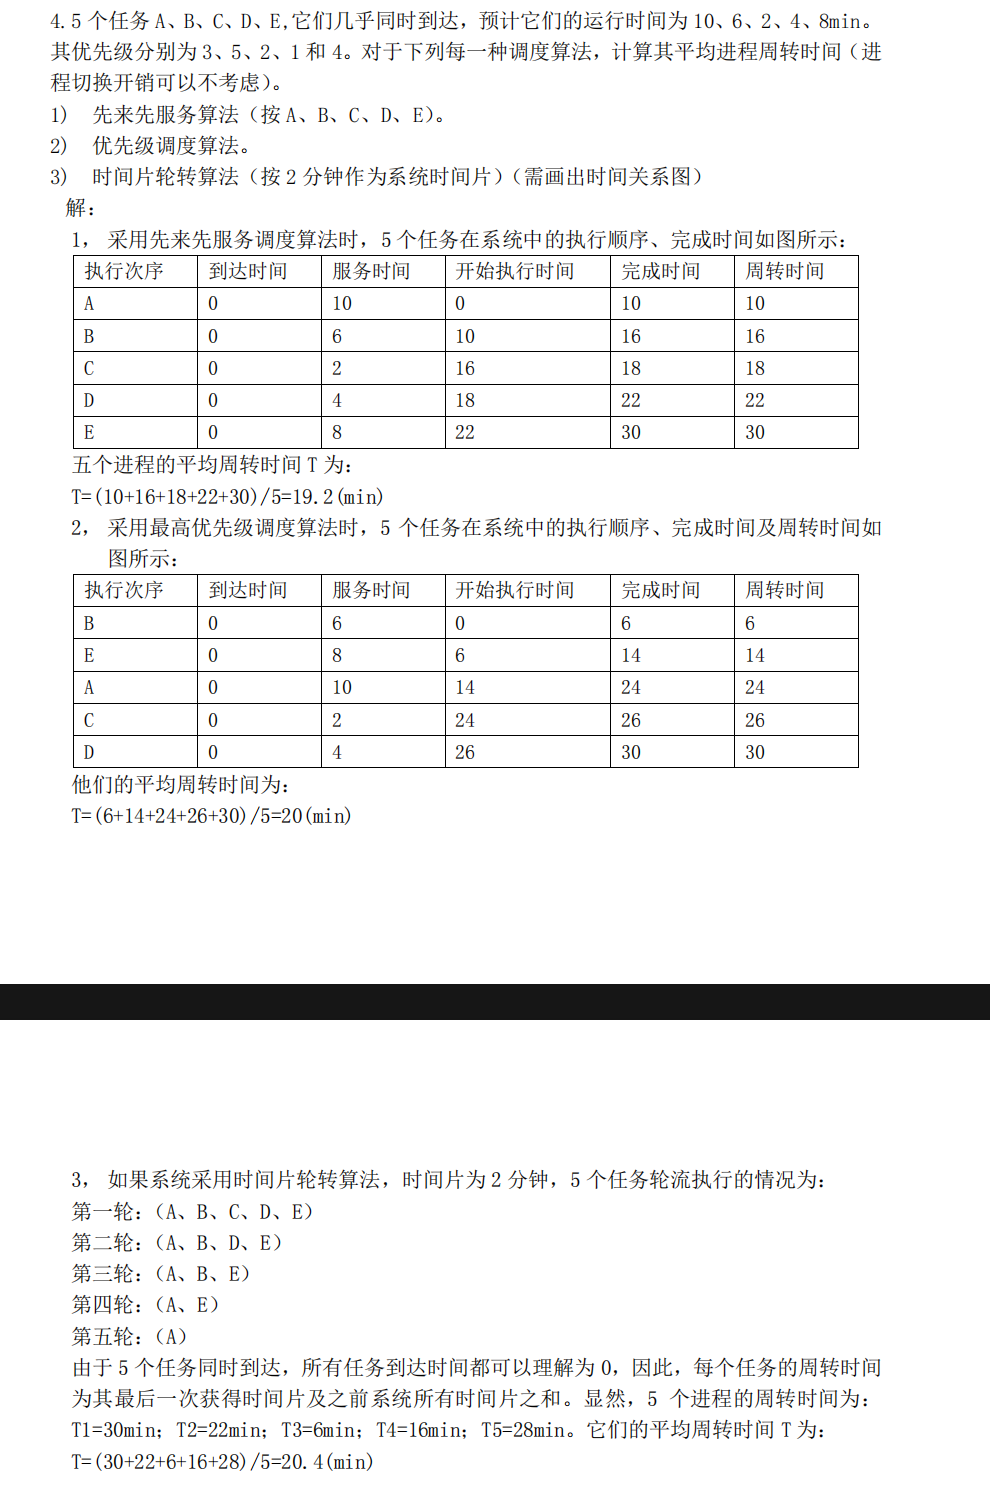 4.5 个任务 A、B、C、D、E,它们几乎同时到达，预计它们的运行时间为 10、6、2、4、8min。
其优先级分别为 3、5、2、1 和 4。对于下列每一种调度算法，计算其平均进程周转时间（进
程切换开销可以不考虑）。
1) 先来先服务算法（按 A、B、C、D、E）。
2) 优先级调度算法。
3) 时间片轮转算法（按 2 分钟作为系统时间片）（需画出时间关系图）
解：
1， 采用先来先服务调度算法时，5 个任务在系统中的执行顺序、完成时间如图所示：
执行次序 到达时间 服务时间 开始执行时间 完成时间 周转时间
A 0 10 0 10 10
B 0 6 10 16 16
C 0 2 16 18 18
D 0 4 18 22 22
E 0 8 22 30 30
五个进程的平均周转时间 T 为：
T=(10+16+18+22+30)/5=19.2(min)
2， 采用最高优先级调度算法时，5 个任务在系统中的执行顺序、完成时间及周转时间如
图所示：
执行次序 到达时间 服务时间 开始执行时间 完成时间 周转时间
B 0 6 0 6 6
E 0 8 6 14 14
A 0 10 14 24 24
C 0 2 24 26 26
D 0 4 26 30 30
他们的平均周转时间为：
T=(6+14+24+26+30)/5=20(min)
3， 如果系统采用时间片轮转算法，时间片为 2 分钟，5 个任务轮流执行的情况为：
第一轮：（A、B、C、D、E）
第二轮：（A、B、D、E）
第三轮：（A、B、E）
第四轮：（A、E）
第五轮：（A）
由于 5 个任务同时到达，所有任务到达时间都可以理解为 0，因此，每个任务的周转时间
为其最后一次获得时间片及之前系统所有时间片之和。显然，5 个进程的周转时间为：
T1=30min；T2=22min；T3=6min；T4=16min；T5=28min。它们的平均周转时间 T 为：
T=(30+22+6+16+28)/5=20.4(min)